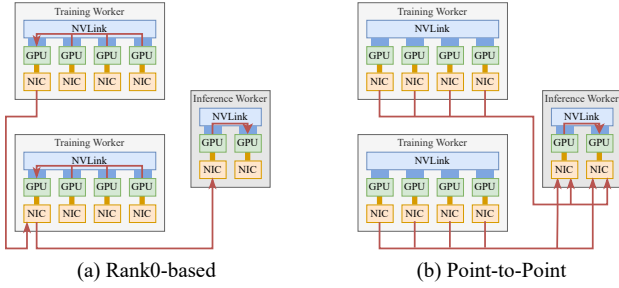 Training Worker
NVLink
GPU GPU GPU GPU
NIC NIC NIC NIC
Training Worker
NVLink
GPU GPU GPU GPU
NIC NIC NIC NIC
Inference Worker
NVLink
GPU GPU
NIC NIC
(a) Rank0-based
Training Worker
NVLink
GPU GPU GPU GPU
NIC NIC NIC NIC
Training Worker
NVLink
GPU GPU GPU GPU
NIC NIC NIC NIC
Inference Worker
NVLink
GPU GPU
NIC NIC
(b) Point-to-Point